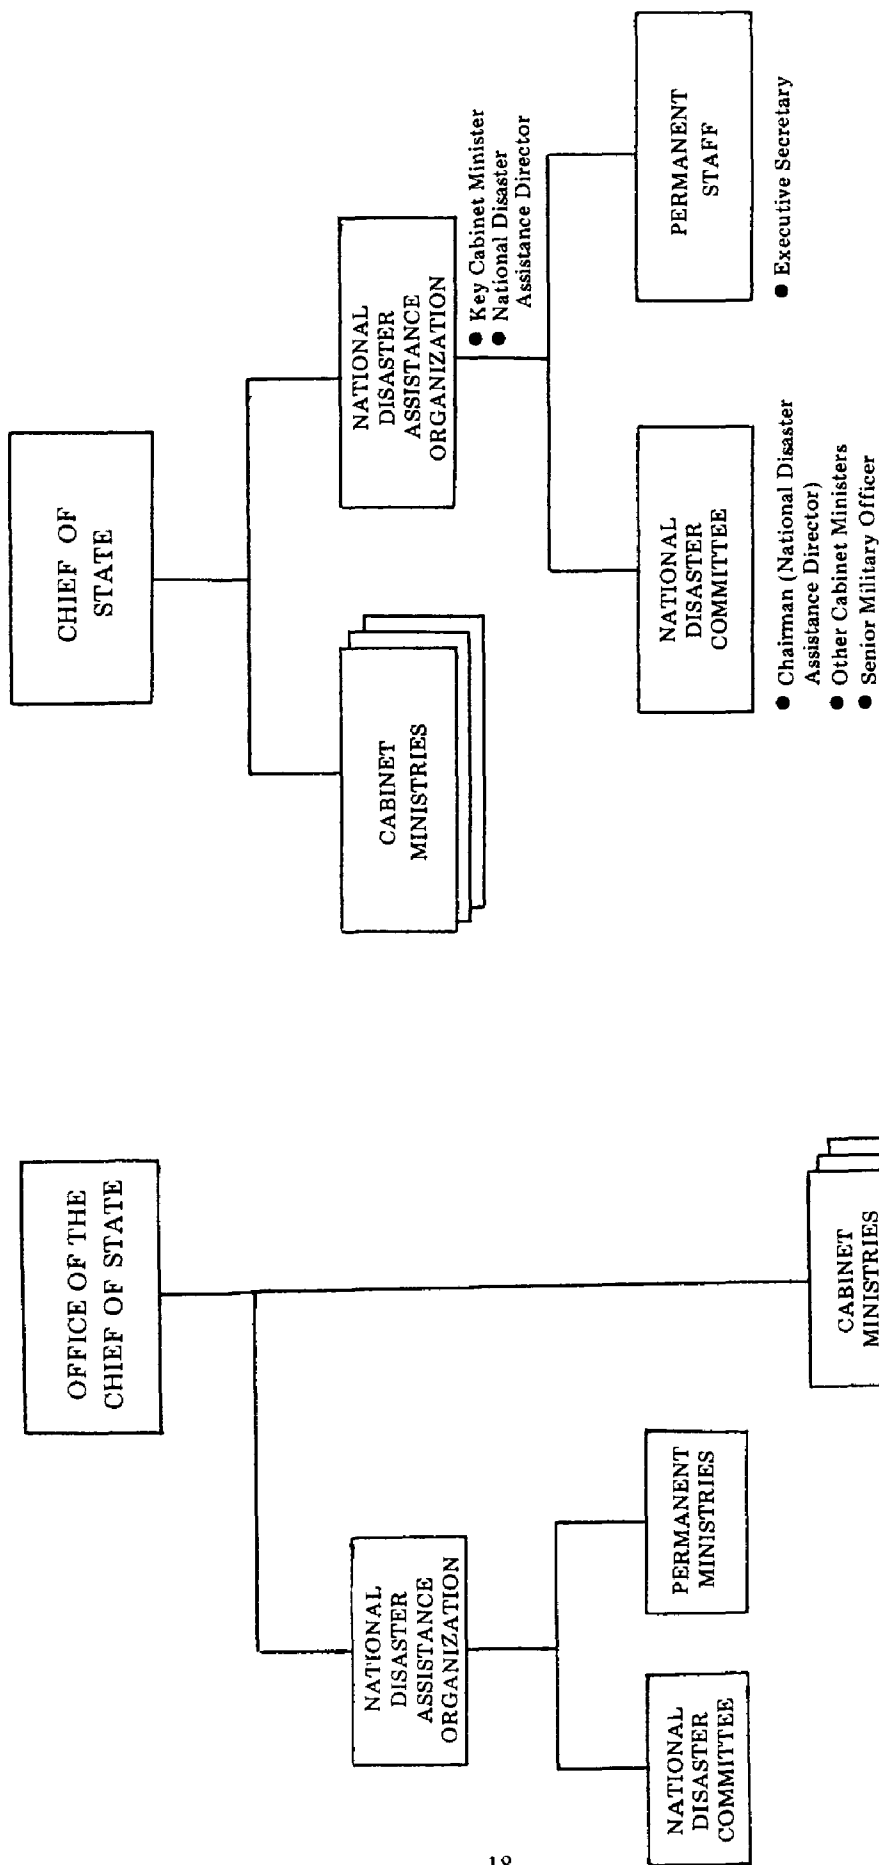 OFFICE OF THE
CHIEF OF STATE
NATIONAL
DISASTER
ASSISTANCE
ORGANIZATION
NATIONAL
DISASTER
COMMITTEE
PERMANENT
MINISTRIES
CABINET
MINISTRIES
CHIEF OF
STATE
CABINET
MINISTRIES
NATIONAL
DISASTER
ASSISTANCE
ORGANIZATION
● Key Cabinet Minister
● National Disaster
Assistance Director
NATIONAL
DISASTER
COMMITTEE
● Chairman (National Disaster
Assistance Director)
● Other Cabinet Ministers
● Senior Military Officer
PERMANENT
STAFF
● Executive Secretary
18